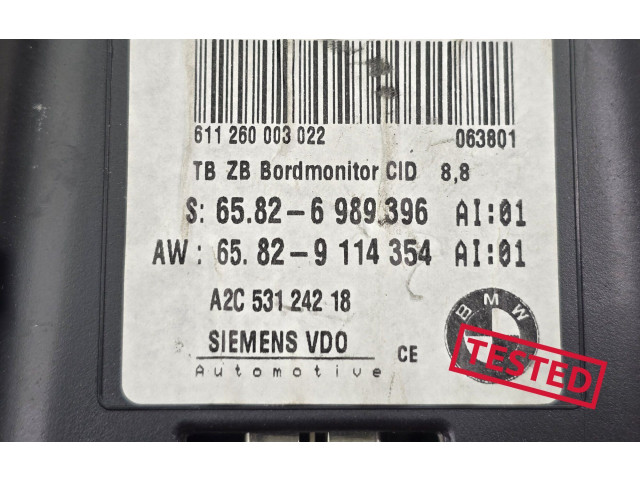 611 260 003 022 063801
TB ZB Bordmonitor CID 8,8
S: 65.82-6 989 396 AI:01
AW: 65.82-9 114 354 AI:01
A2C 531 242 18
SIEMENS VDO CE
Automotive
BMW
TESTED